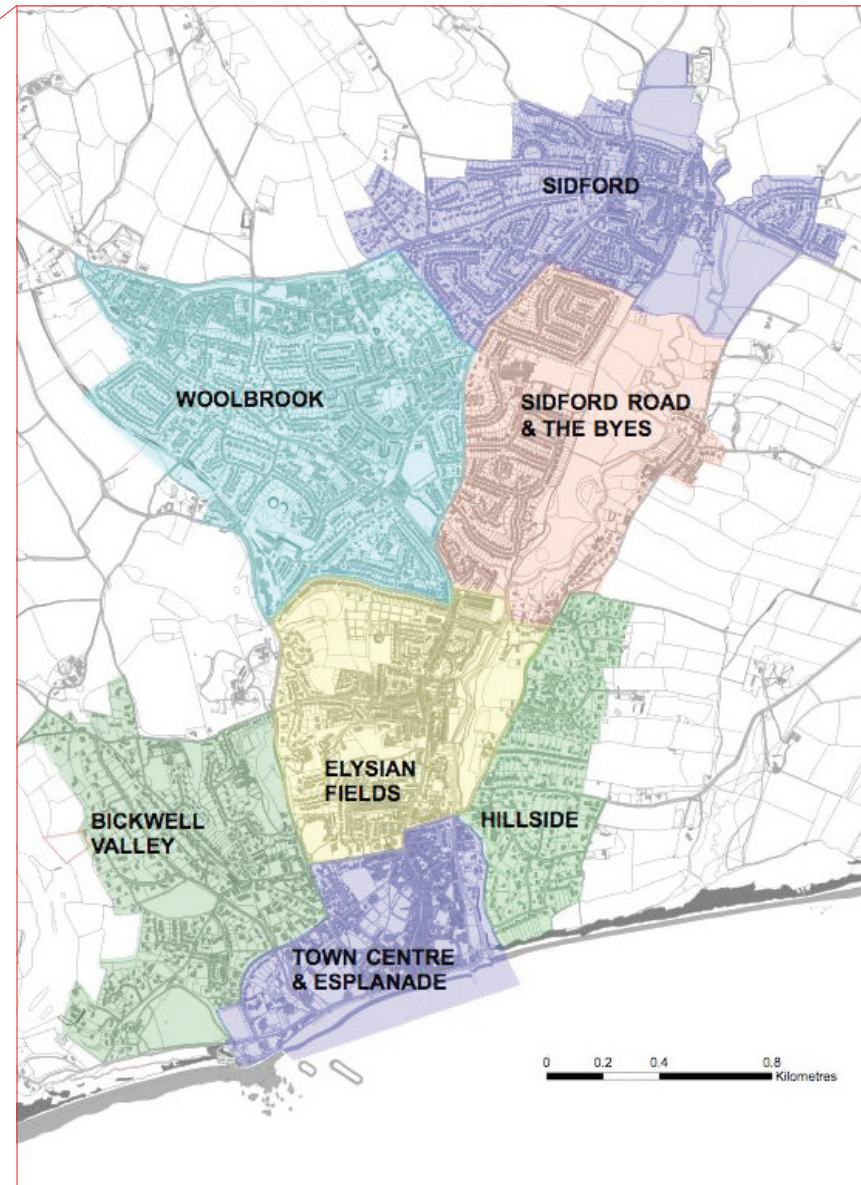 SIDFORD
WOOLBROOK
SIDFORD ROAD
& THE BYES
ELYSIAN
FIELDS
BICKWELL
VALLEY
HILLSIDE
TOWN CENTRE
& ESPLANADE
0 0.2 0.4 0.8
Kilometres